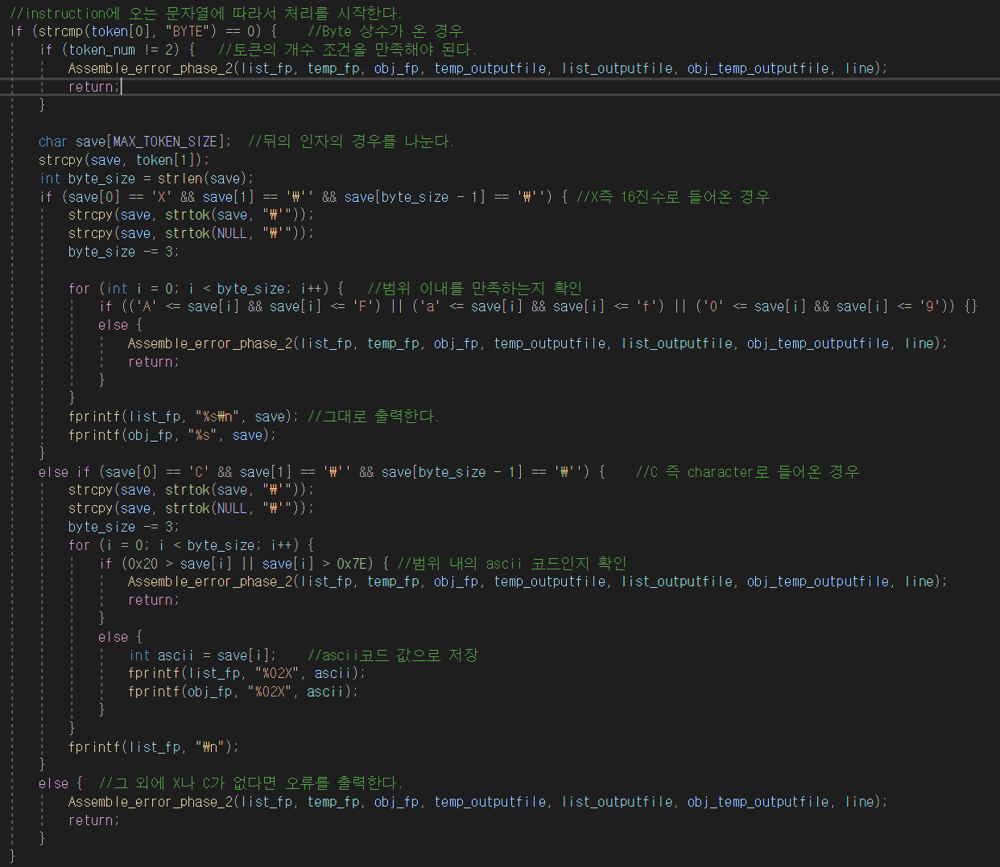 //instruction에 오는 문자열에 따라서 처리를 시작한다.
if (strcmp(token[0], "BYTE") == 0) {    //Byte 상수가 온 경우
    if (token_num != 2) {   //토큰의 개수 조건을 만족해야 된다.
        Assemble_error_phase_2(list_fp, temp_fp, obj_fp, temp_outputfile, list_outputfile, obj_temp_outputfile, line);
        return;
    }
    char save[MAX_TOKEN_SIZE];  //뒤의 인자의 경우를 나눈다.
    strcpy(save, token[1]);
    int byte_size = strlen(save);
    if (save[0] == 'X' && save[1] == '₩'' && save[byte_size - 1] == '₩'') { //X즉 16진수로 들어온 경우
        strcpy(save, strtok(save, "₩'"));
        strcpy(save, strtok(NULL, "₩'"));
        byte_size -= 3;
        for (int i = 0; i < byte_size; i++) {   //범위 이내를 만족하는지 확인
            if (('A' <= save[i] && save[i] <= 'F') || ('a' <= save[i] && save[i] <= 'f') || ('0' <= save[i] && save[i] <= '9')) {}
            else {
                Assemble_error_phase_2(list_fp, temp_fp, obj_fp, temp_outputfile, list_outputfile, obj_temp_outputfile, line);
                return;
            }
        }
        fprintf(list_fp, "%s₩n", save); //그대로 출력한다.
        fprintf(obj_fp, "%s", save);
    }
    else if (save[0] == 'C' && save[1] == '₩'' && save[byte_size - 1] == '₩'') {    //C 즉 character로 들어온 경우
        strcpy(save, strtok(save, "₩'"));
        strcpy(save, strtok(NULL, "₩'"));
        byte_size -= 3;
        for (i = 0; i < byte_size; i++) {
            if (0x20 > save[i] || save[i] > 0x7E) { //범위 내의 ascii 코드인지 확인
                Assemble_error_phase_2(list_fp, temp_fp, obj_fp, temp_outputfile, list_outputfile, obj_temp_outputfile, line);
                return;
            }
            else {
                int ascii = save[i];    //ascii코드 값으로 저장
                fprintf(list_fp, "%02X", ascii);
                fprintf(obj_fp, "%02X", ascii);
            }
        }
        fprintf(list_fp, "₩n");
    }
    else {  //그 외에 X나 C가 없다면 오류를 출력한다.
        Assemble_error_phase_2(list_fp, temp_fp, obj_fp, temp_outputfile, list_outputfile, obj_temp_outputfile, line);
        return;
    }
}